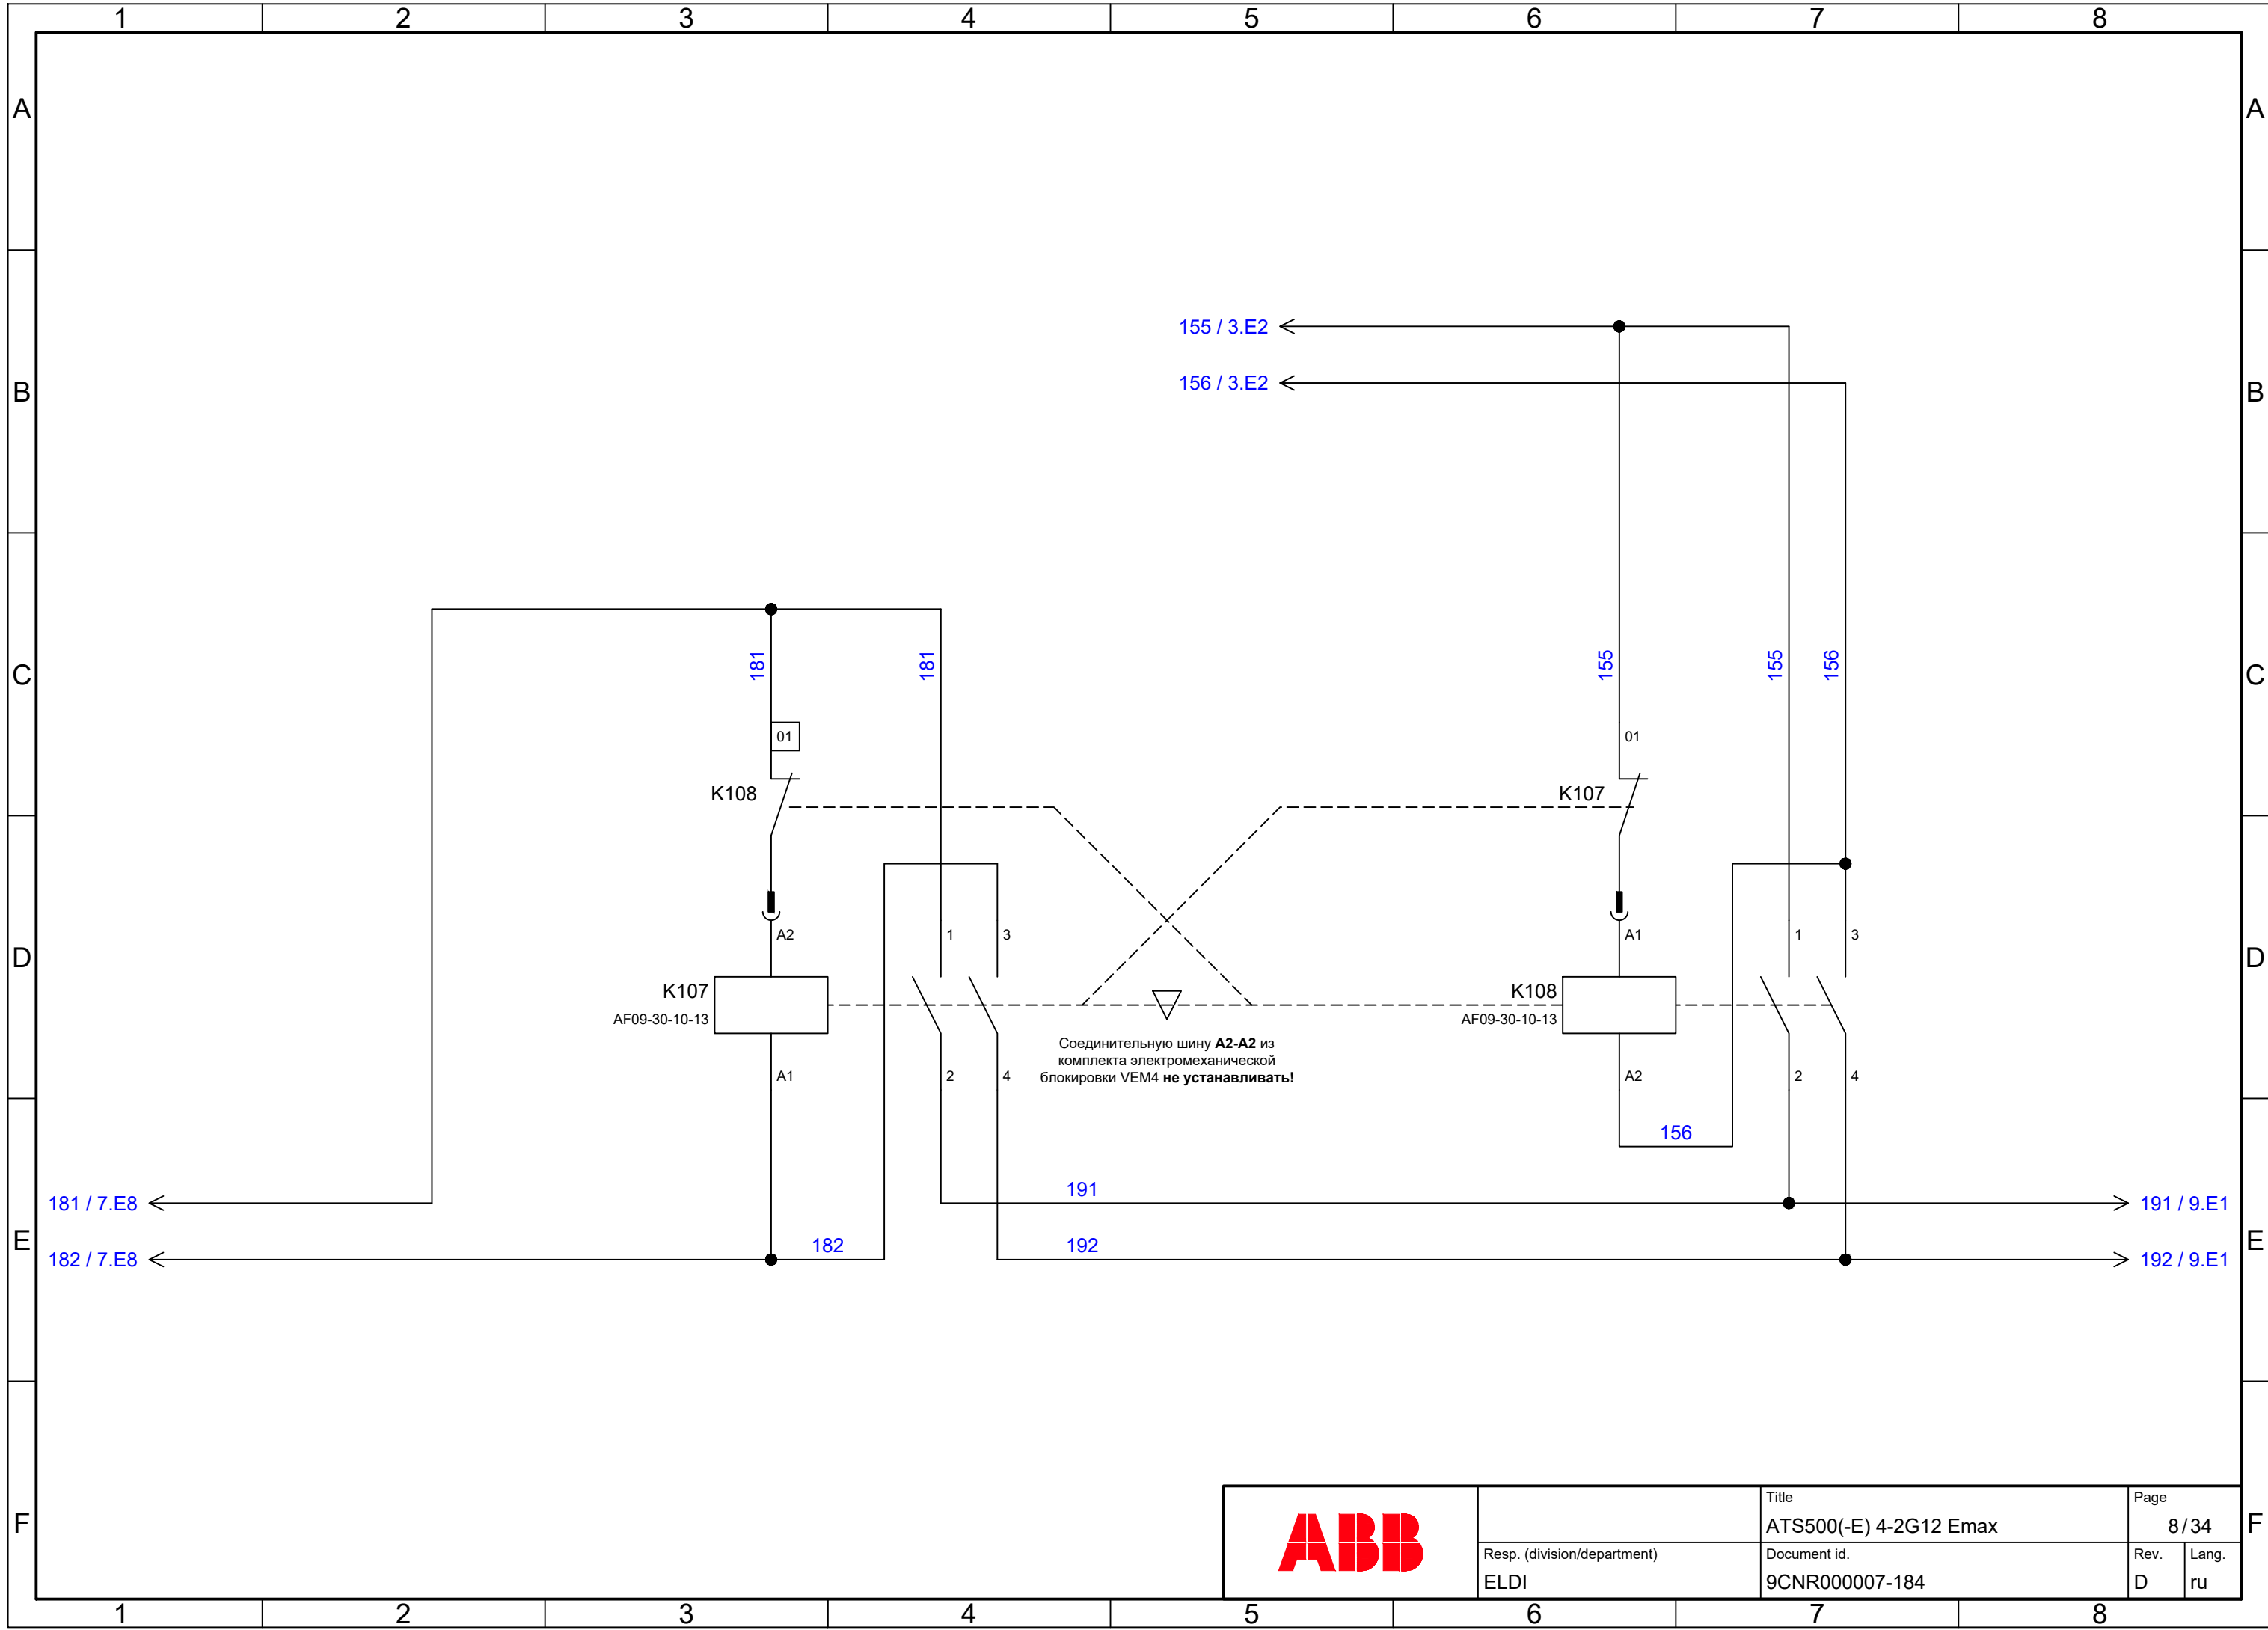 1 2 3 4 5 6 7 8
A A
155 / 3.E2
156 / 3.E2
B B
181 181 155 155 156
C C
01 01
K108 K107
A2 1 3 A1 1 3
D D
K107 K108
AF09-30-10-13 AF09-30-10-13
Соединительную шину A2-A2 из
комплекта электромеханической
блокировки VEM4 не устанавливать!
A1 2 4 A2 2 4
156
191
181 / 7.E8 191 / 9.E1
E E
182 192
182 / 7.E8 192 / 9.E1
F F
ABB
Title
ATS500(-E) 4-2G12 Emax
Page
8/34
Resp. (division/department)
ELDI
Document id.
9CNR000007-184
Rev.
D
Lang.
ru
1 2 3 4 5 6 7 8